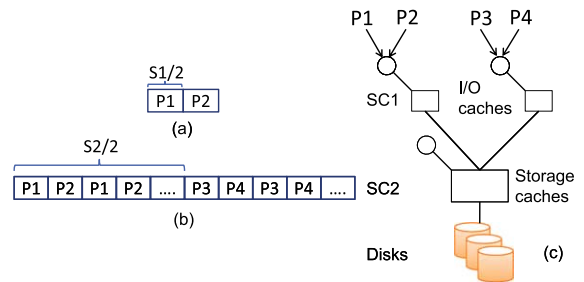 S1/2
P1 P2
(a)
S2/2
P1 P2 P1 P2 .... P3 P4 P3 P4 ....
(b)
P1 P2 P3 P4
SC1
I/O
caches
SC2
Storage
caches
Disks
(c)